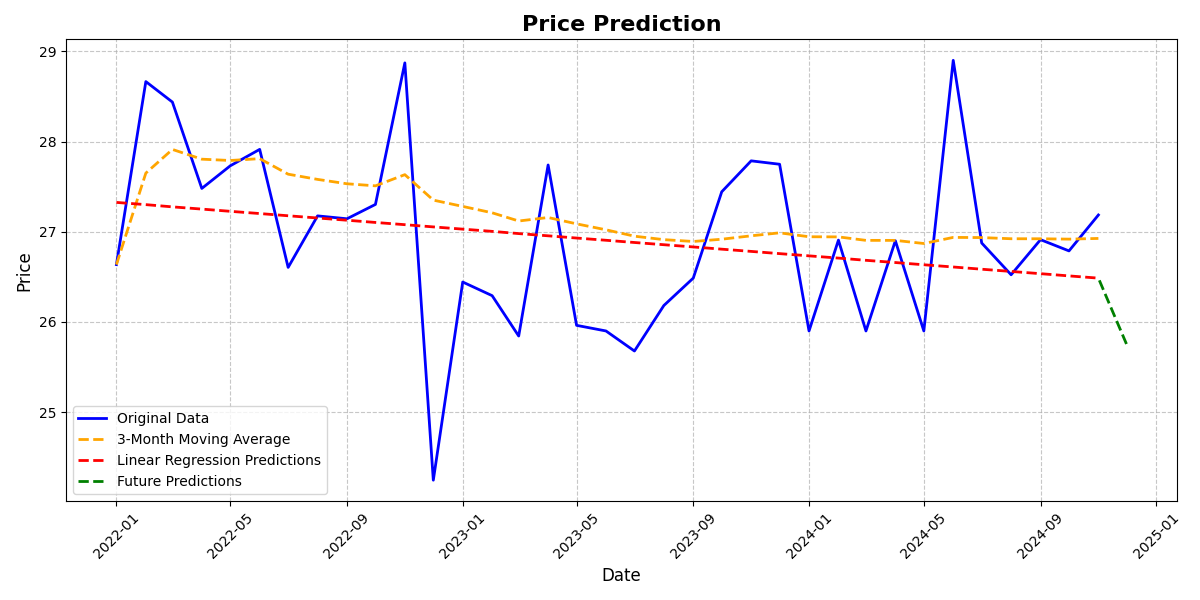 Price Prediction
29
28
27
26
25
Price
Original Data
3-Month Moving Average
Linear Regression Predictions
Future Predictions
2022-01
2022-05
2022-09
2023-01
2023-05
2023-09
2024-01
2024-05
2024-09
2025-01
Date